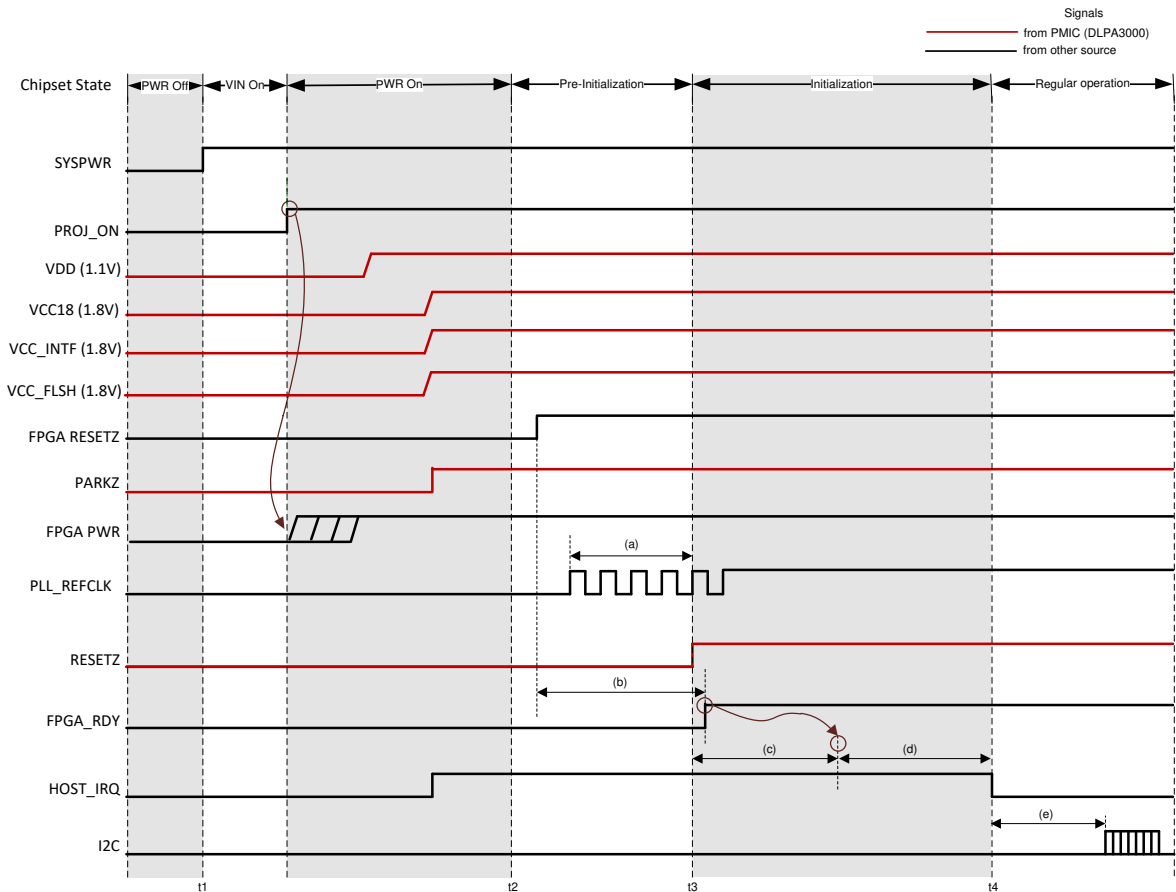 Signals
from PMIC (DLPA3000)
from other source
Chipset State
PWR Off
VIN On
PWR On
Pre-Initialization
Initialization
Regular operation
SYSPWR
PROJ_ON
VDD (1.1V)
VCC18 (1.8V)
VCC_INTF (1.8V)
VCC_FLSH (1.8V)
FPGA RESETZ
PARKZ
FPGA PWR
(a)
PLL_REFCLK
RESETZ
(b)
FPGA_RDY
(c)
(d)
HOST_IRQ
(e)
I2C
t1
t2
t3
t4